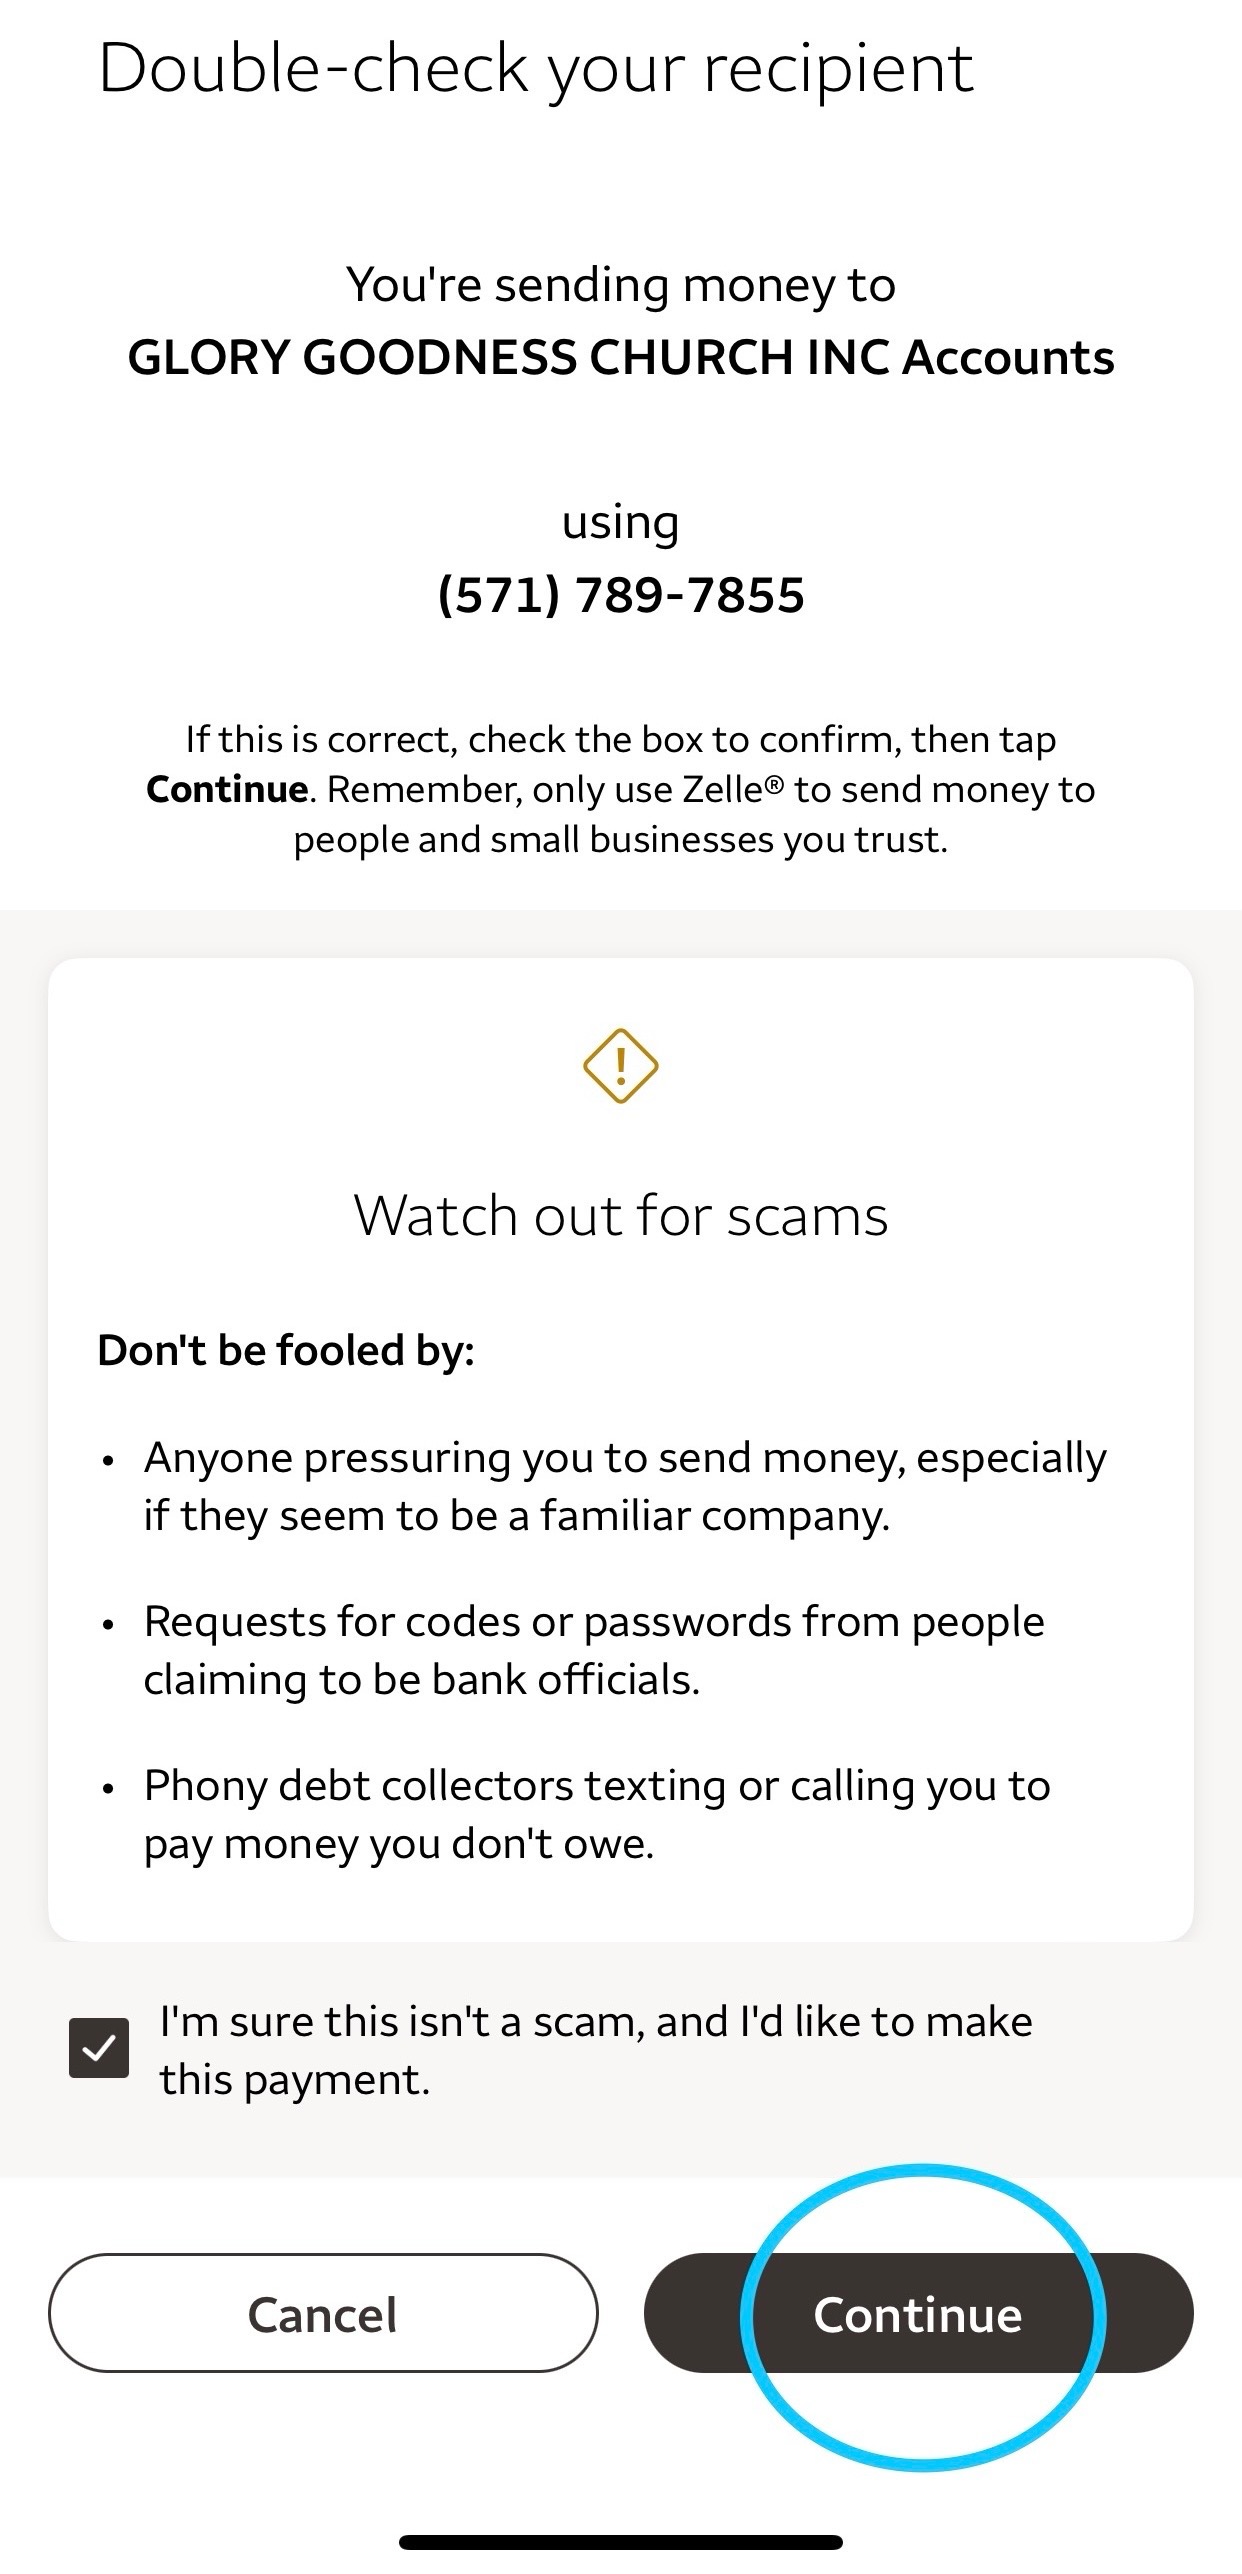 Double-check your recipient
You're sending money to
GLORY GOODNESS CHURCH INC Accounts
using
(571) 789-7855
If this is correct, check the box to confirm, then tap
Continue. Remember, only use Zelle® to send money to
people and small businesses you trust.
!
Watch out for scams
Don't be fooled by:
• Anyone pressuring you to send money, especially
if they seem to be a familiar company.
• Requests for codes or passwords from people
claiming to be bank officials.
• Phony debt collectors texting or calling you to
pay money you don't owe.
I'm sure this isn't a scam, and I'd like to make
this payment.
Cancel
Continue